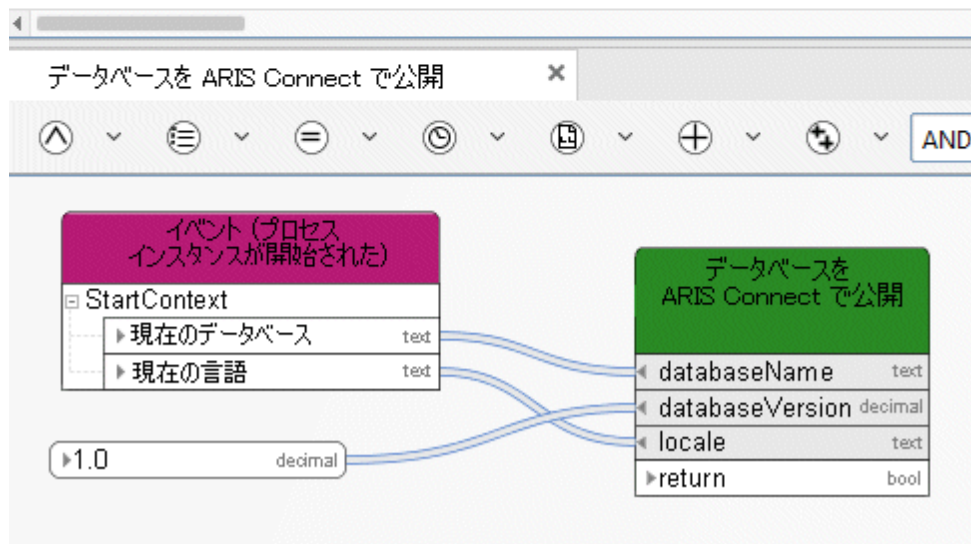 データベースを ARIS Connect で公開
AND
イベント (プロセス
インスタンスが開始された)
StartContext
現在のデータベース text
現在の言語 text
1.0 decimal
データベースを
ARIS Connect で公開
databaseName text
databaseVersion decimal
locale text
return bool